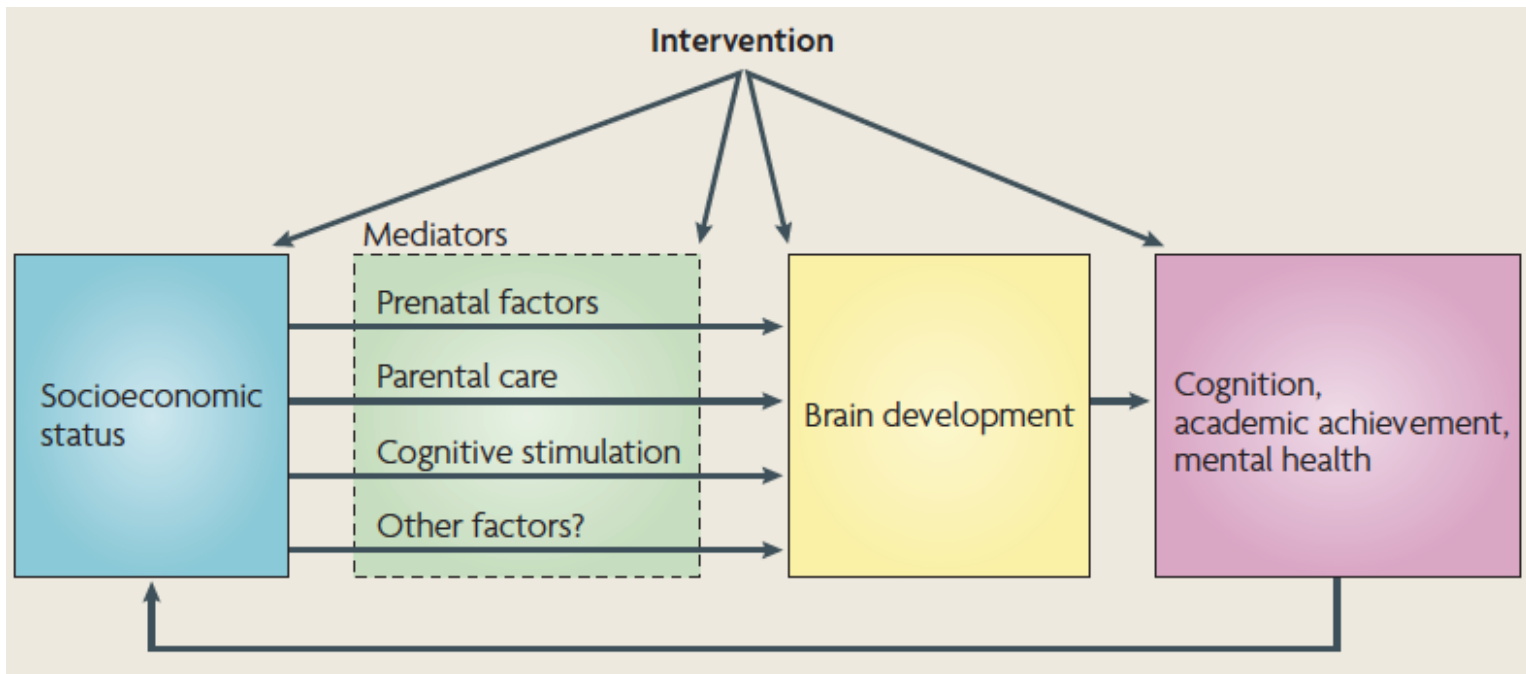 Intervention
Mediators
Prenatal factors
Parental care
Cognitive stimulation
Other factors?
Socioeconomic
status
Brain development
Cognition,
academic achievement,
mental health